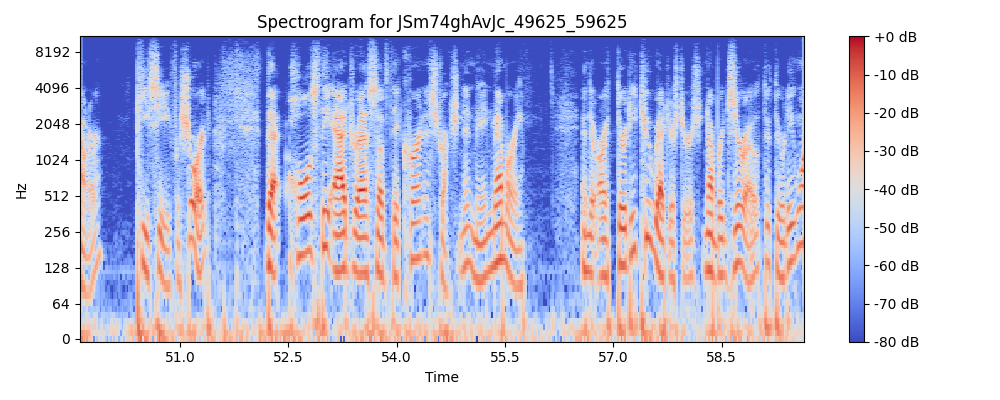 Spectrogram for JSm74ghAvJc_49625_59625
8192
4096
2048
1024
512
256
128
64
0
Hz
51.0
52.5
54.0
55.5
57.0
58.5
Time
+0 dB
-10 dB
-20 dB
-30 dB
-40 dB
-50 dB
-60 dB
-70 dB
-80 dB